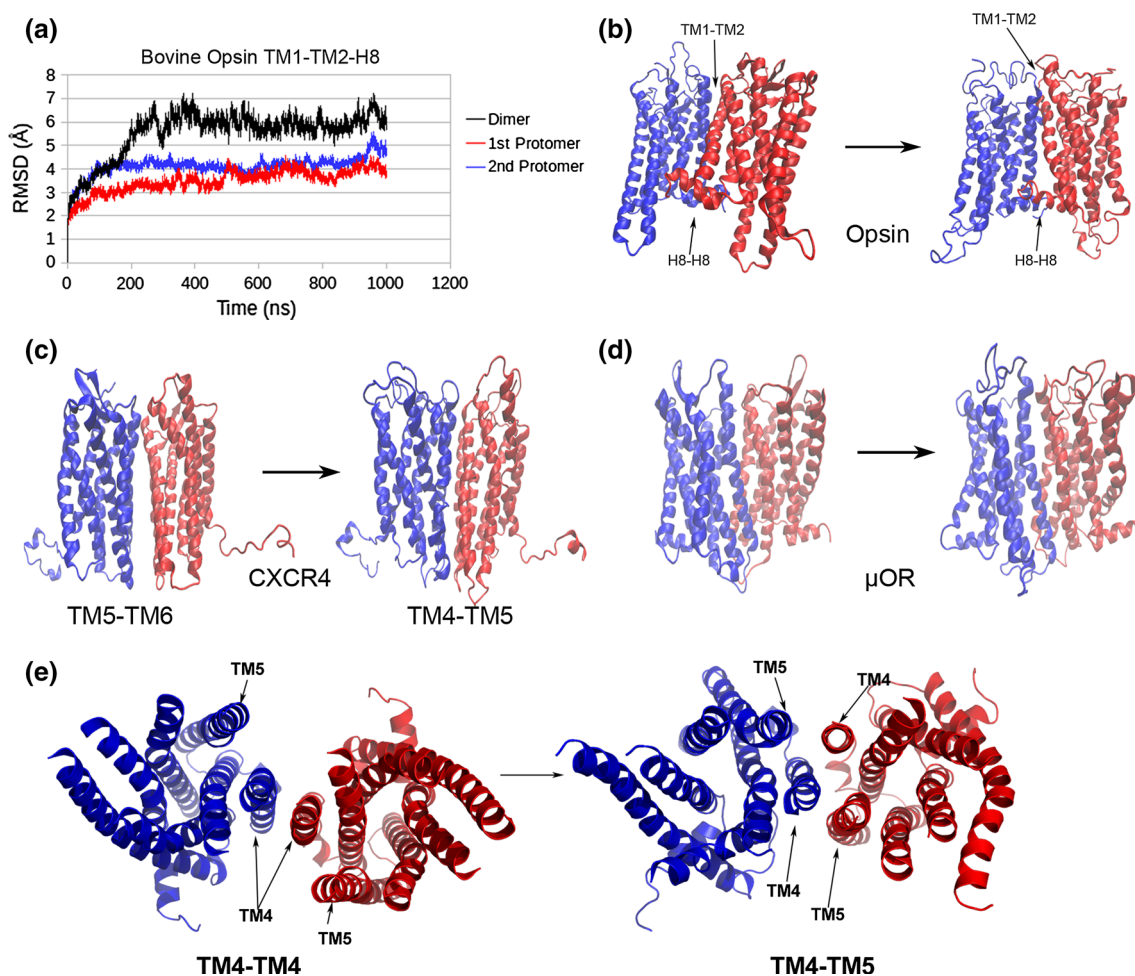 (a)
Bovine Opsin TM1-TM2-H8
8
7
6
5
4
3
2
1
0
RMSD (Å)
0 200 400 600 800 1000 1200
Time (ns)
Dimer
1st Protomer
2nd Protomer
(b)
TM1-TM2
TM1-TM2
Opsin
H8-H8
H8-H8
(c)
CXCR4
TM5-TM6
TM4-TM5
(d)
µOR
(e)
TM5
TM4
TM5
TM4-TM4
TM5
TM4
TM4
TM5
TM4-TM5